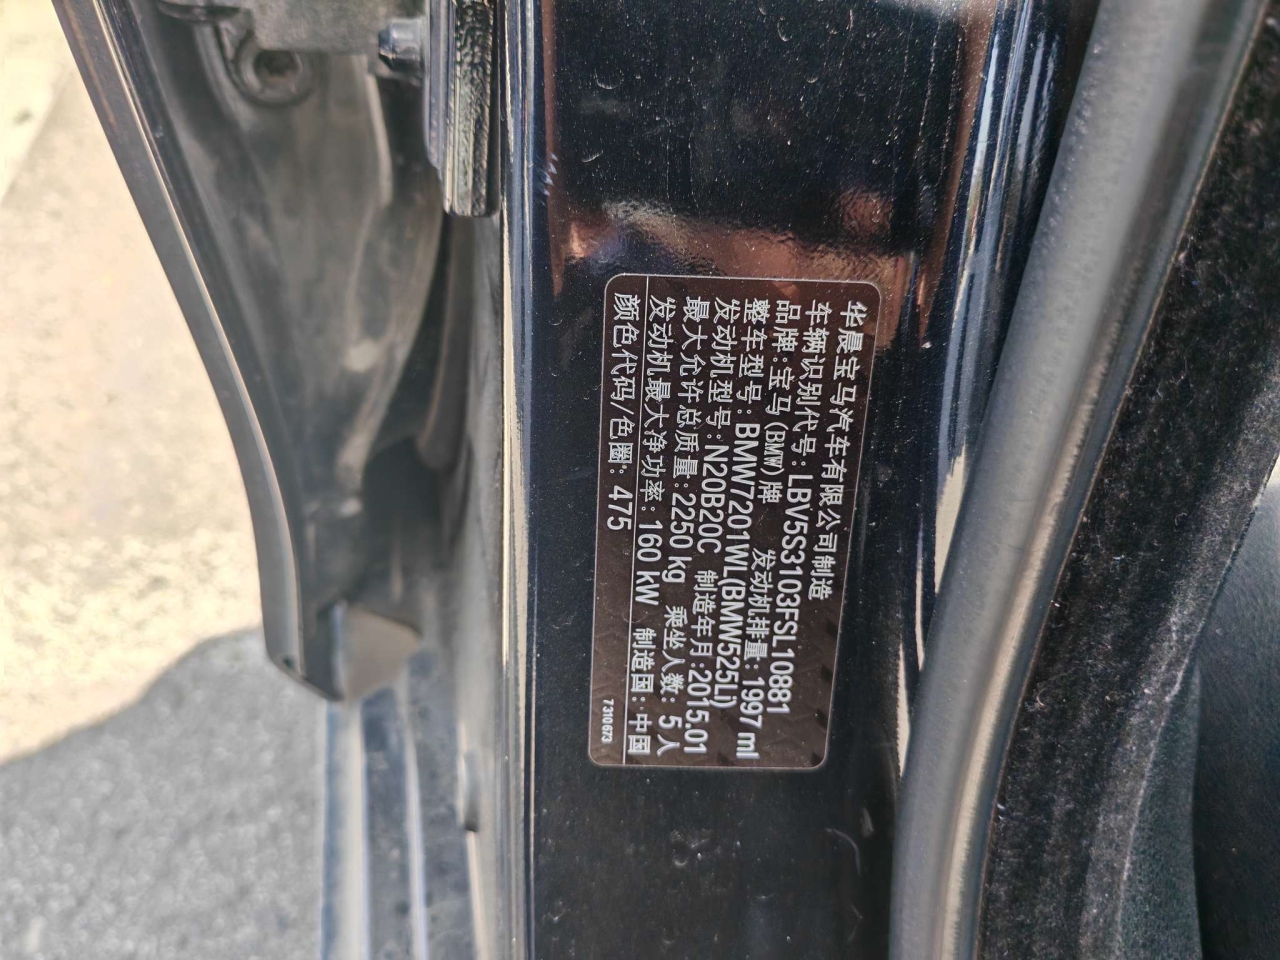 华晨宝马汽车有限公司制造
车辆识别代号:LBV5S3103FSL10881
品牌:宝马(BMW)牌 发动机排量:1997 ml
整车型号:BMW7201WL(BMW525Li)
发动机型号:N20B20C 制造年月:2015.01
最大允许总质量:2250 kg 乘坐人数: 5 人
发动机最大净功率:160 kW 制造国: 中国
颜色代码/色圈: 475
7310673